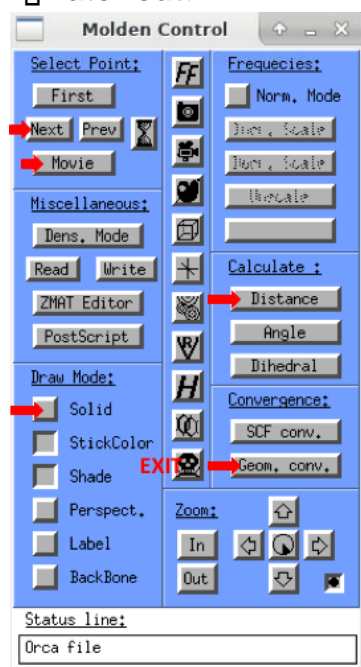 Molden Control
Select Point:
First
Next Prev
Movie
Miscellaneous:
Dens. Mode
Read Write
ZMAT Editor
PostScript
Draw Mode:
Solid
StickColor
Shade
Perspect.
Label
BackBone
FF
VR
H
EXIT
Frequecies:
Norm. Mode
Calculate :
Distance
Angle
Dihedral
Convergence:
SCF conv.
Geom. conv.
Zoom:
In
Out
Status line:
Orca file